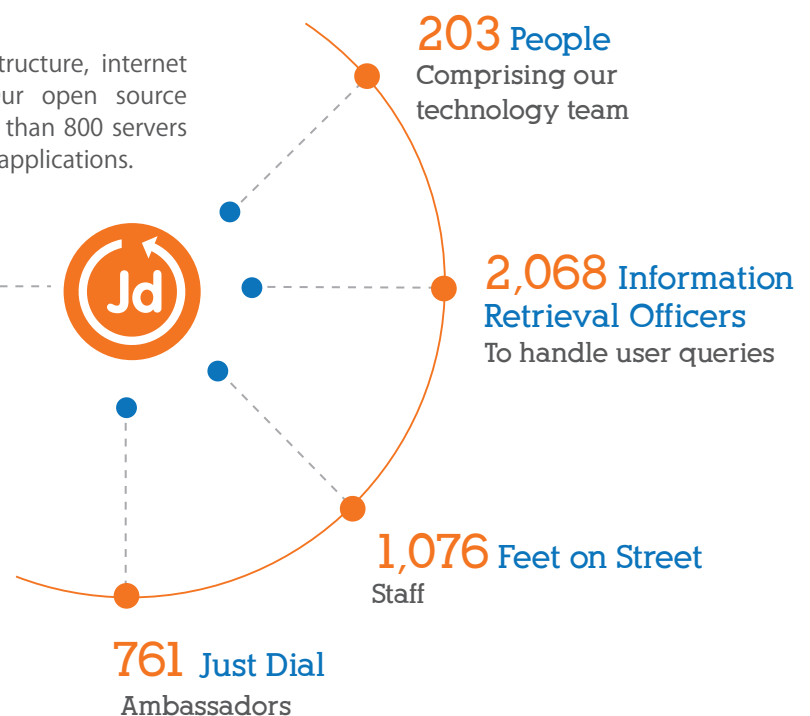 tructure, internet
ur open source
than 800 servers
applications.
203 People
Comprising our
technology team
Jd
2,068 Information
Retrieval Officers
To handle user queries
1,076 Feet on Street
Staff
761 Just Dial
Ambassadors